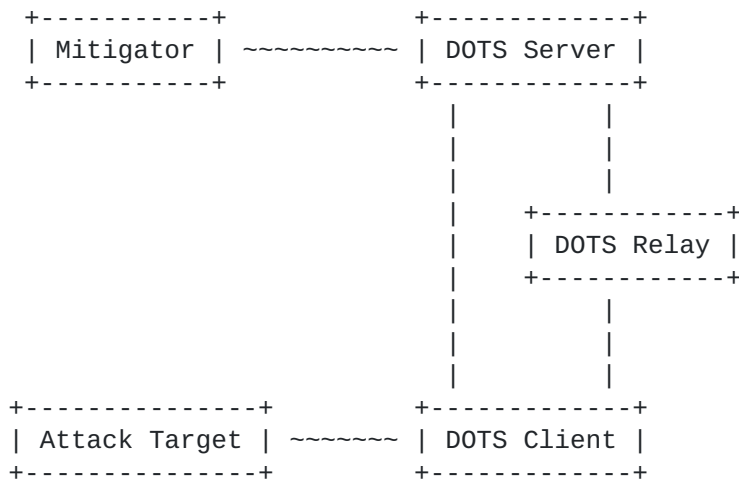 Mitigator ~~~~~~~~~~ DOTS Server
DOTS Relay
Attack Target ~~~~~~~ DOTS Client